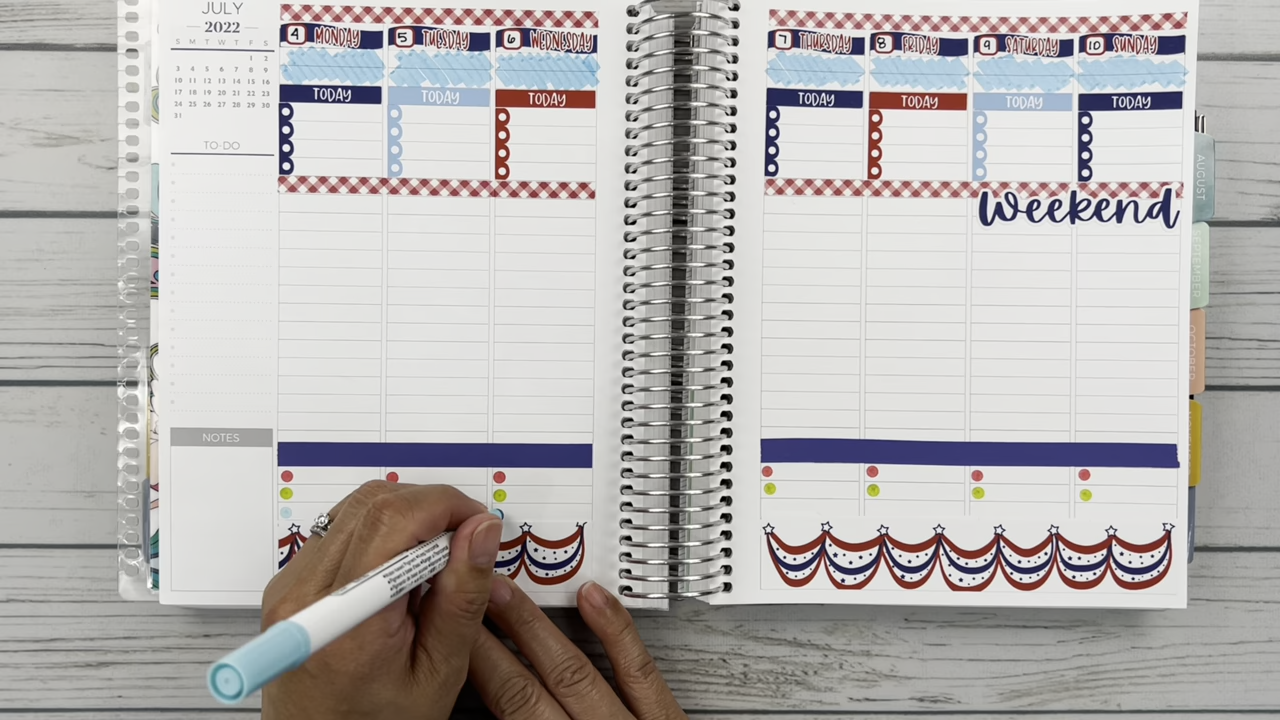 JULY
2022
S M T W T F S
1 2
3 4 5 6 7 8 9
10 11 12 13 14 15 16
17 18 19 20 21 22 23
24 25 26 27 28 29 30
31
TO-DO
NOTES
4 MONDAY 5 TUESDAY 6 WEDNESDAY
TODAY TODAY TODAY
7 THURSDAY 8 FRIDAY 9 SATURDAY 10 SUNDAY
TODAY TODAY TODAY TODAY
Weekend
AUGUST
SEPTEMBER
OCTOBER